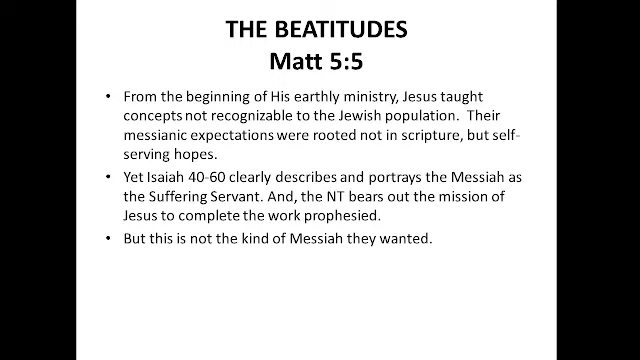 THE BEATITUDES
Matt 5:5
• From the beginning of His earthly ministry, Jesus taught
concepts not recognizable to the Jewish population.  Their
messianic expectations were rooted not in scripture, but self-
serving hopes.
• Yet Isaiah 40-60 clearly describes and portrays the Messiah as
the Suffering Servant. And, the NT bears out the mission of
Jesus to complete the work prophesied.
• But this is not the kind of Messiah they wanted.